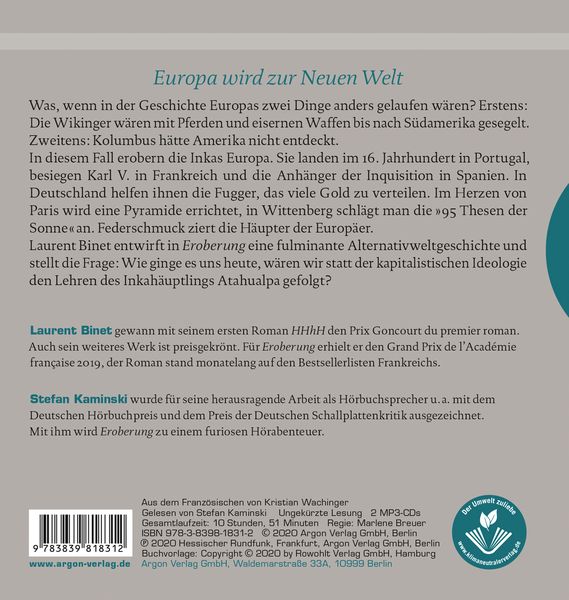 Europa wird zur Neuen Welt
Was, wenn in der Geschichte Europas zwei Dinge anders gelaufen wären? Erstens:
Die Wikinger wären mit Pferden und eisernen Waffen bis nach Südamerika gesegelt.
Zweitens: Kolumbus hätte Amerika nicht entdeckt.
In diesem Fall erobern die Inkas Europa. Sie landen im 16. Jahrhundert in Portugal,
besiegen Karl V. in Frankreich und die Anhänger der Inquisition in Spanien. In
Deutschland helfen ihnen die Fugger, das viele Gold zu verteilen. Im Herzen von
Paris wird eine Pyramide errichtet, in Wittenberg schlägt man die »95 Thesen der
Sonne« an. Federschmuck ziert die Häupter der Europäer.
Laurent Binet entwirft in Eroberung eine fulminante Alternativweltgeschichte und
stellt die Frage: Wie ginge es uns heute, wären wir statt der kapitalistischen Ideologie
den Lehren des Inkahäuptlings Atahualpa gefolgt?
Laurent Binet gewann mit seinem ersten Roman HHhH den Prix Goncourt du premier roman.
Auch sein weiteres Werk ist preisgekrönt. Für Eroberung erhielt er den Grand Prix de l'Académie
française 2019, der Roman stand monatelang auf den Bestsellerlisten Frankreichs.
Stefan Kaminski wurde für seine herausragende Arbeit als Hörbuchsprecher u. a. mit dem
Deutschen Hörbuchpreis und dem Preis der Deutschen Schallplattenkritik ausgezeichnet.
Mit ihm wird Eroberung zu einem furiosen Hörabenteuer.
Aus dem Französischen von Kristian Wachinger
Gelesen von Stefan Kaminski Ungekürzte Lesung 2 MP3-CDs
Gesamtlaufzeit: 10 Stunden, 51 Minuten Regie: Marlene Breuer
ISBN 978-3-8398-1831-2 © 2020 Argon Verlag GmbH, Berlin
℗ 2020 Hessischer Rundfunk, Frankfurt, Argon Verlag GmbH, Berlin
Buchvorlage: Copyright © 2020 by Rowohlt Verlag GmbH, Hamburg
Argon Verlag GmbH, Waldemarstraße 33A, 10999 Berlin
9 783839 818312
www.argon-verlag.de
Der Umwelt zuliebe
www.klimaneutralerverlag.de